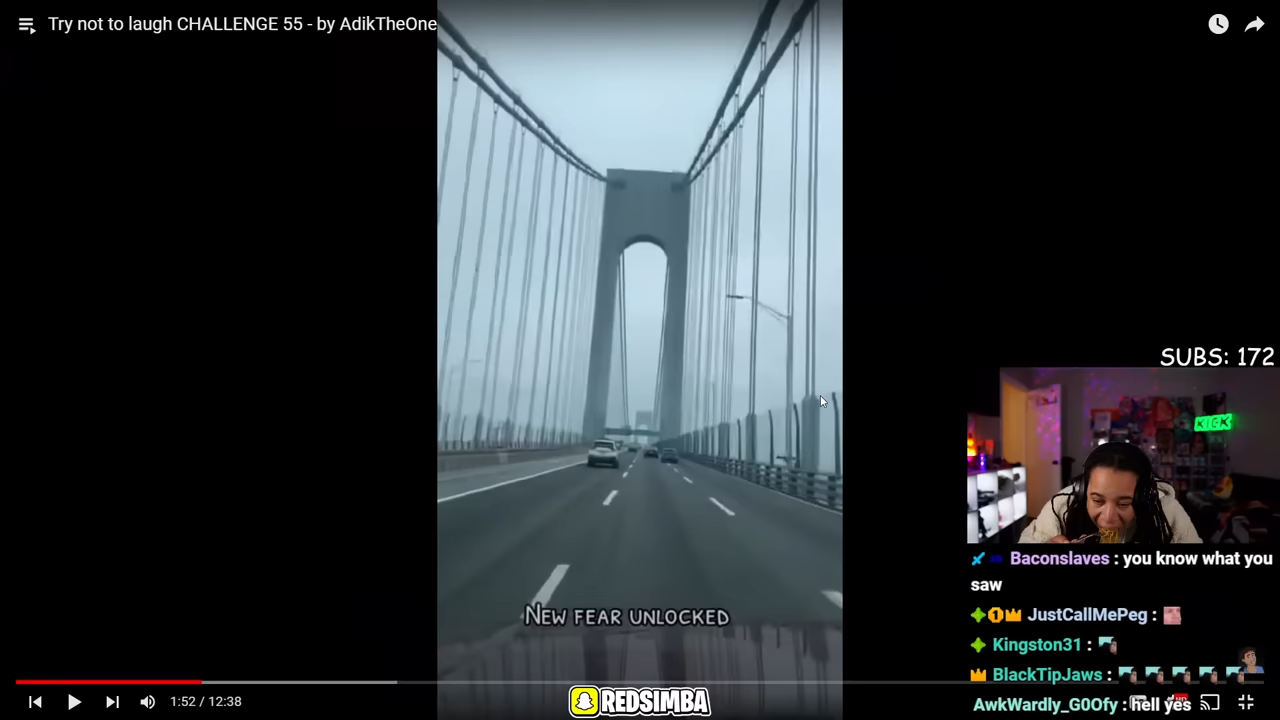 Try not to laugh CHALLENGE 55 - by AdikTheOne
SUBS: 172
KICK
Baconslaves : you know what you
saw
JustCallMePeg :
Kingston31 :
BlackTipJaws :
AwkWardly_G0Ofy : hell yes
NEW FEAR UNLOCKED
REDSIMBA
1:52 / 12:38